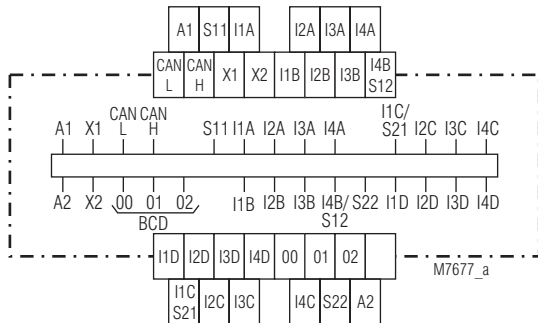 A1 S11 I1A I2A I3A I4A
CAN L CAN H X1 X2 I1B I2B I3B I4B S12
A1 X1 CAN L CAN H S11 I1A I2A I3A I4A I1C/ S21 I2C I3C I4C
A2 X2 00 01 02 I1B I2B I3B I4B/ S12 S22 I1D I2D I3D I4D
BCD
I1D I2D I3D I4D 00 01 02
M7677_a
I1C S21 I2C I3C I4C S22 A2